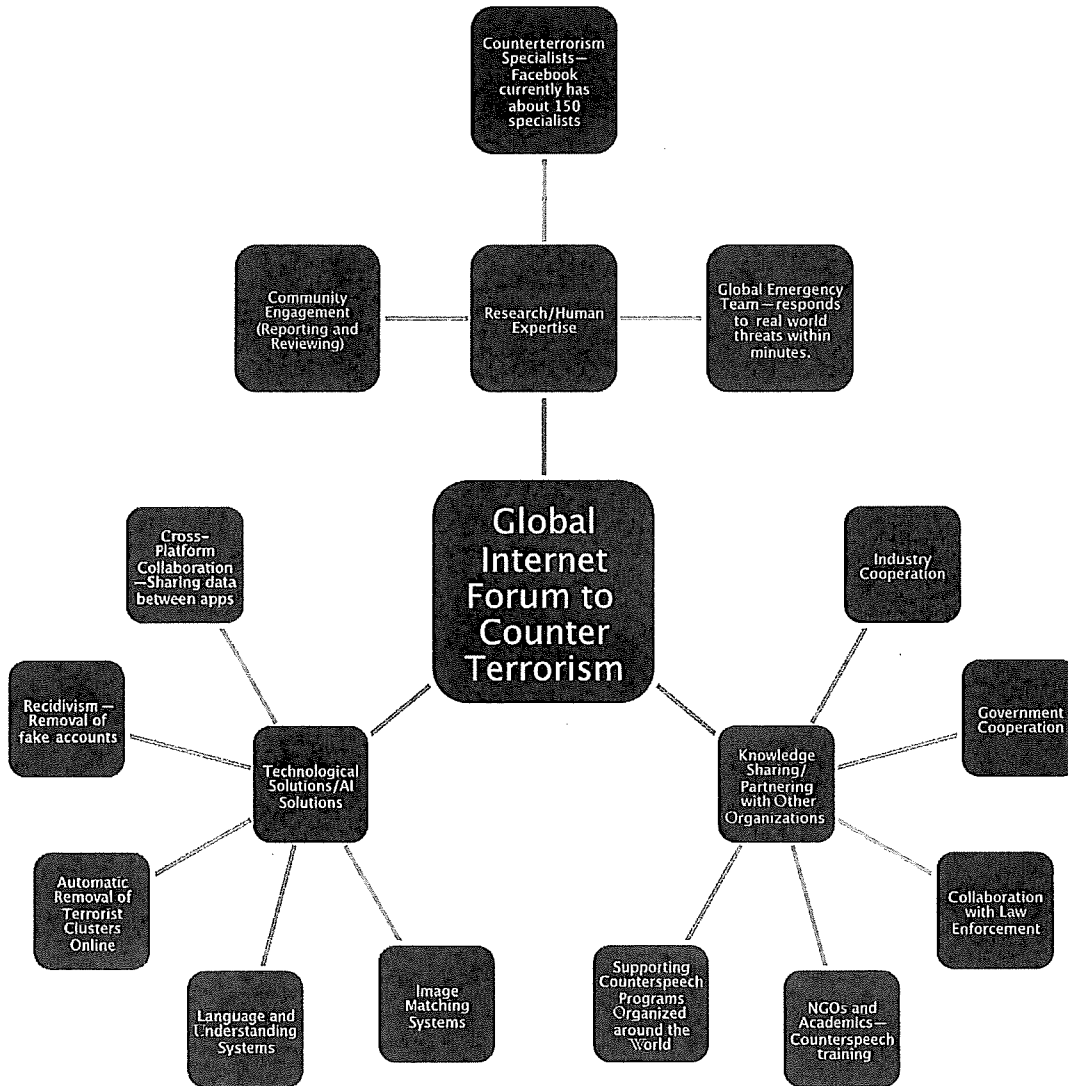 Counterterrorism
Specialists—
Facebook
currently has
about 150
specialists
Community
Engagement
(Reporting and
Reviewing)
Research/Human
Expertise
Global Emergency
Team—responds
to real world
threats within
minutes.
Global
Internet
Forum to
Counter
Terrorism
Cross-
Platform
Collaboration
—Sharing data
between apps
Recidivism—
Removal of
fake accounts
Technological
Solutions/AI
Solutions
Automatic
Removal of
Terrorist
Clusters
Online
Language and
Understanding
Systems
Image
Matching
Systems
Industry
Cooperation
Government
Cooperation
Knowledge
Sharing/
Partnering
with Other
Organizations
Collaboration
with Law
Enforcement
Supporting
Counterspeech
Programs
Organized
around the
World
NGOs and
Academics—
Counterspeech
training